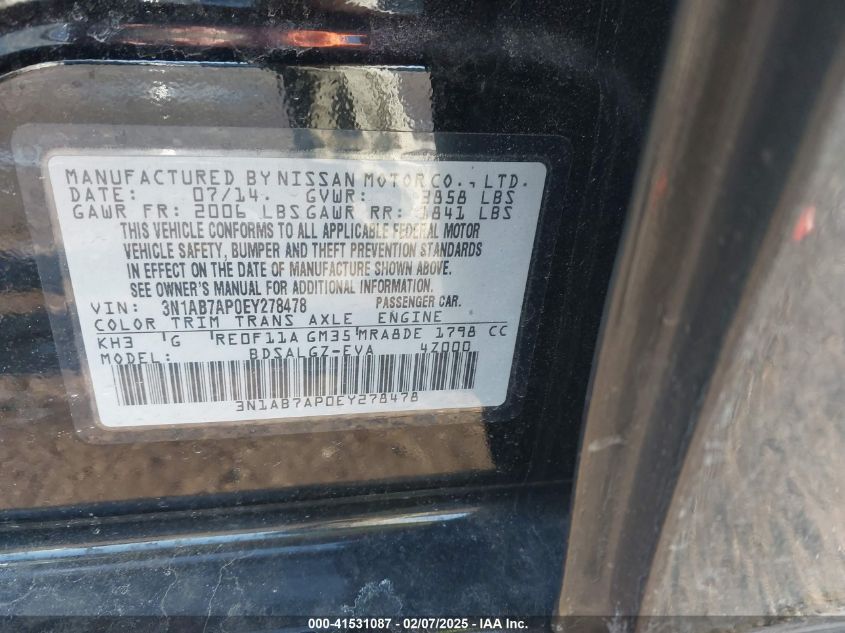 MANUFACTURED BY NISSAN MOTOR CO., LTD.
DATE: 07/14. GVWR: 3858 LBS
GAWR FR: 2006 LBS GAWR RR: 1841 LBS
THIS VEHICLE CONFORMS TO ALL APPLICABLE FEDERAL MOTOR
VEHICLE SAFETY, BUMPER AND THEFT PREVENTION STANDARDS
IN EFFECT ON THE DATE OF MANUFACTURE SHOWN ABOVE.
SEE OWNER'S MANUAL FOR ADDITIONAL INFORMATION.
VIN: 3N1AB7AP0EY278478 PASSENGER CAR.
COLOR TRIM TRANS AXLE ENGINE
KH3 G RE0F11A GM35 MRA8DE 1798 CC
MODEL: BDSALGZ-EVA 4Z000
3N1AB7AP0EY278478
000-41531087 - 02/07/2025 - IAA Inc.